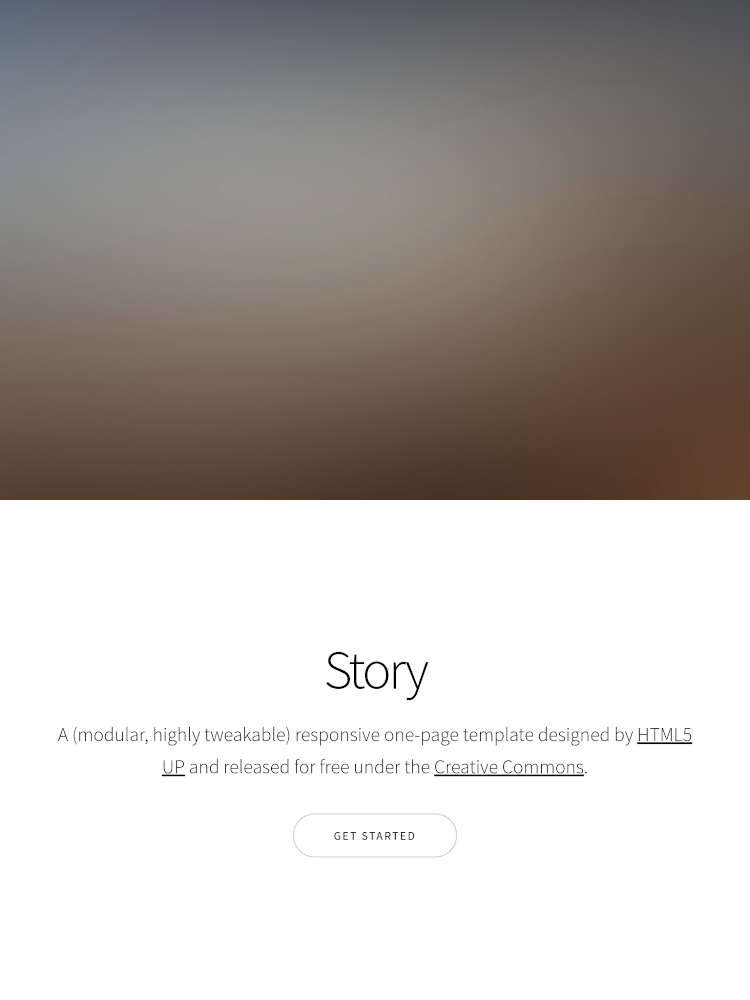 Story
A (modular, highly tweakable) responsive one-page template designed by HTML5
UP and released for free under the Creative Commons.
GET STARTED